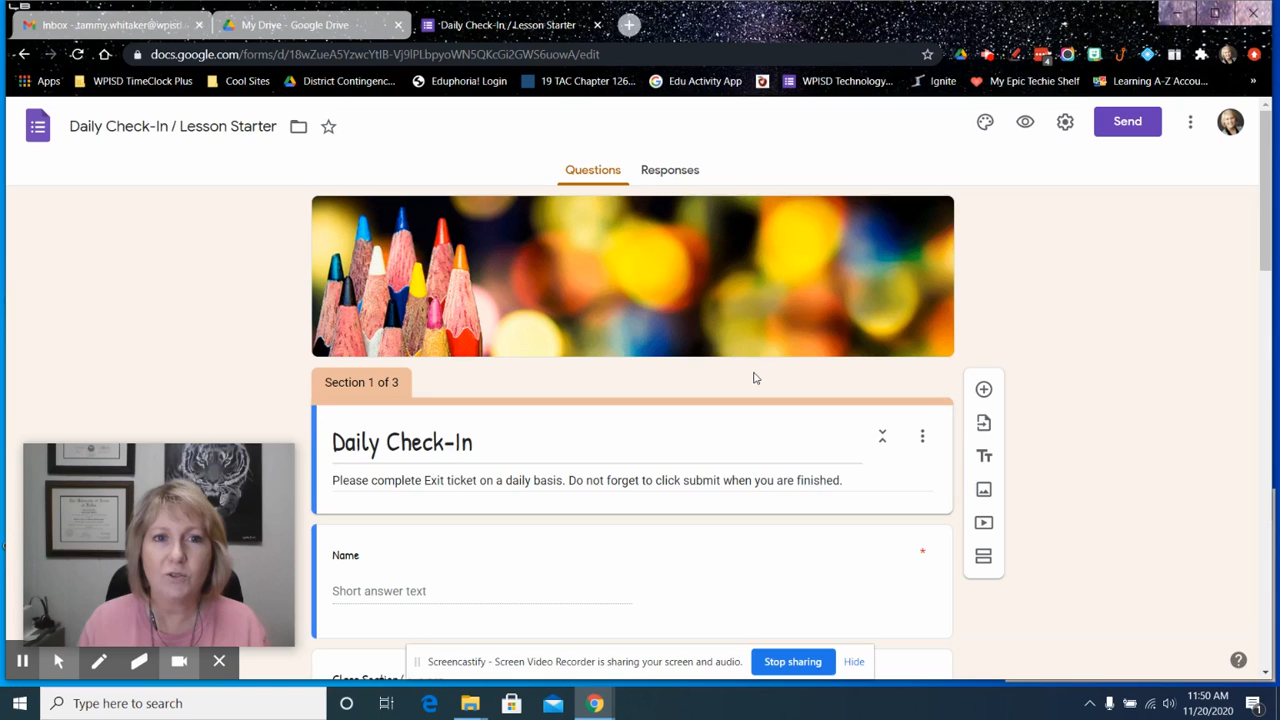 Inbox - tammy.whitaker@wpistl
My Drive - Google Drive
Daily Check-In / Lesson Starter
docs.google.com/forms/d/18wZueA5YzwcYtIB-Vj9lPLbpyoWN5QKcGi2GWS6uowA/edit
Apps
WPISD TimeClock Plus
Cool Sites
District Contingenc...
Eduphoria! Login
19 TAC Chapter 126...
Edu Activity App
WPISD Technology...
Ignite
My Epic Techie Shelf
Learning A-Z Accou...
»
Daily Check-In / Lesson Starter
Send
Questions
Responses
Section 1 of 3
Daily Check-In
Please complete Exit ticket on a daily basis. Do not forget to click submit when you are finished.
Name
*
Short answer text
Class Section /
Screencastify - Screen Video Recorder is sharing your screen and audio.
Stop sharing
Hide
Type here to search
11:50 AM
11/20/2020